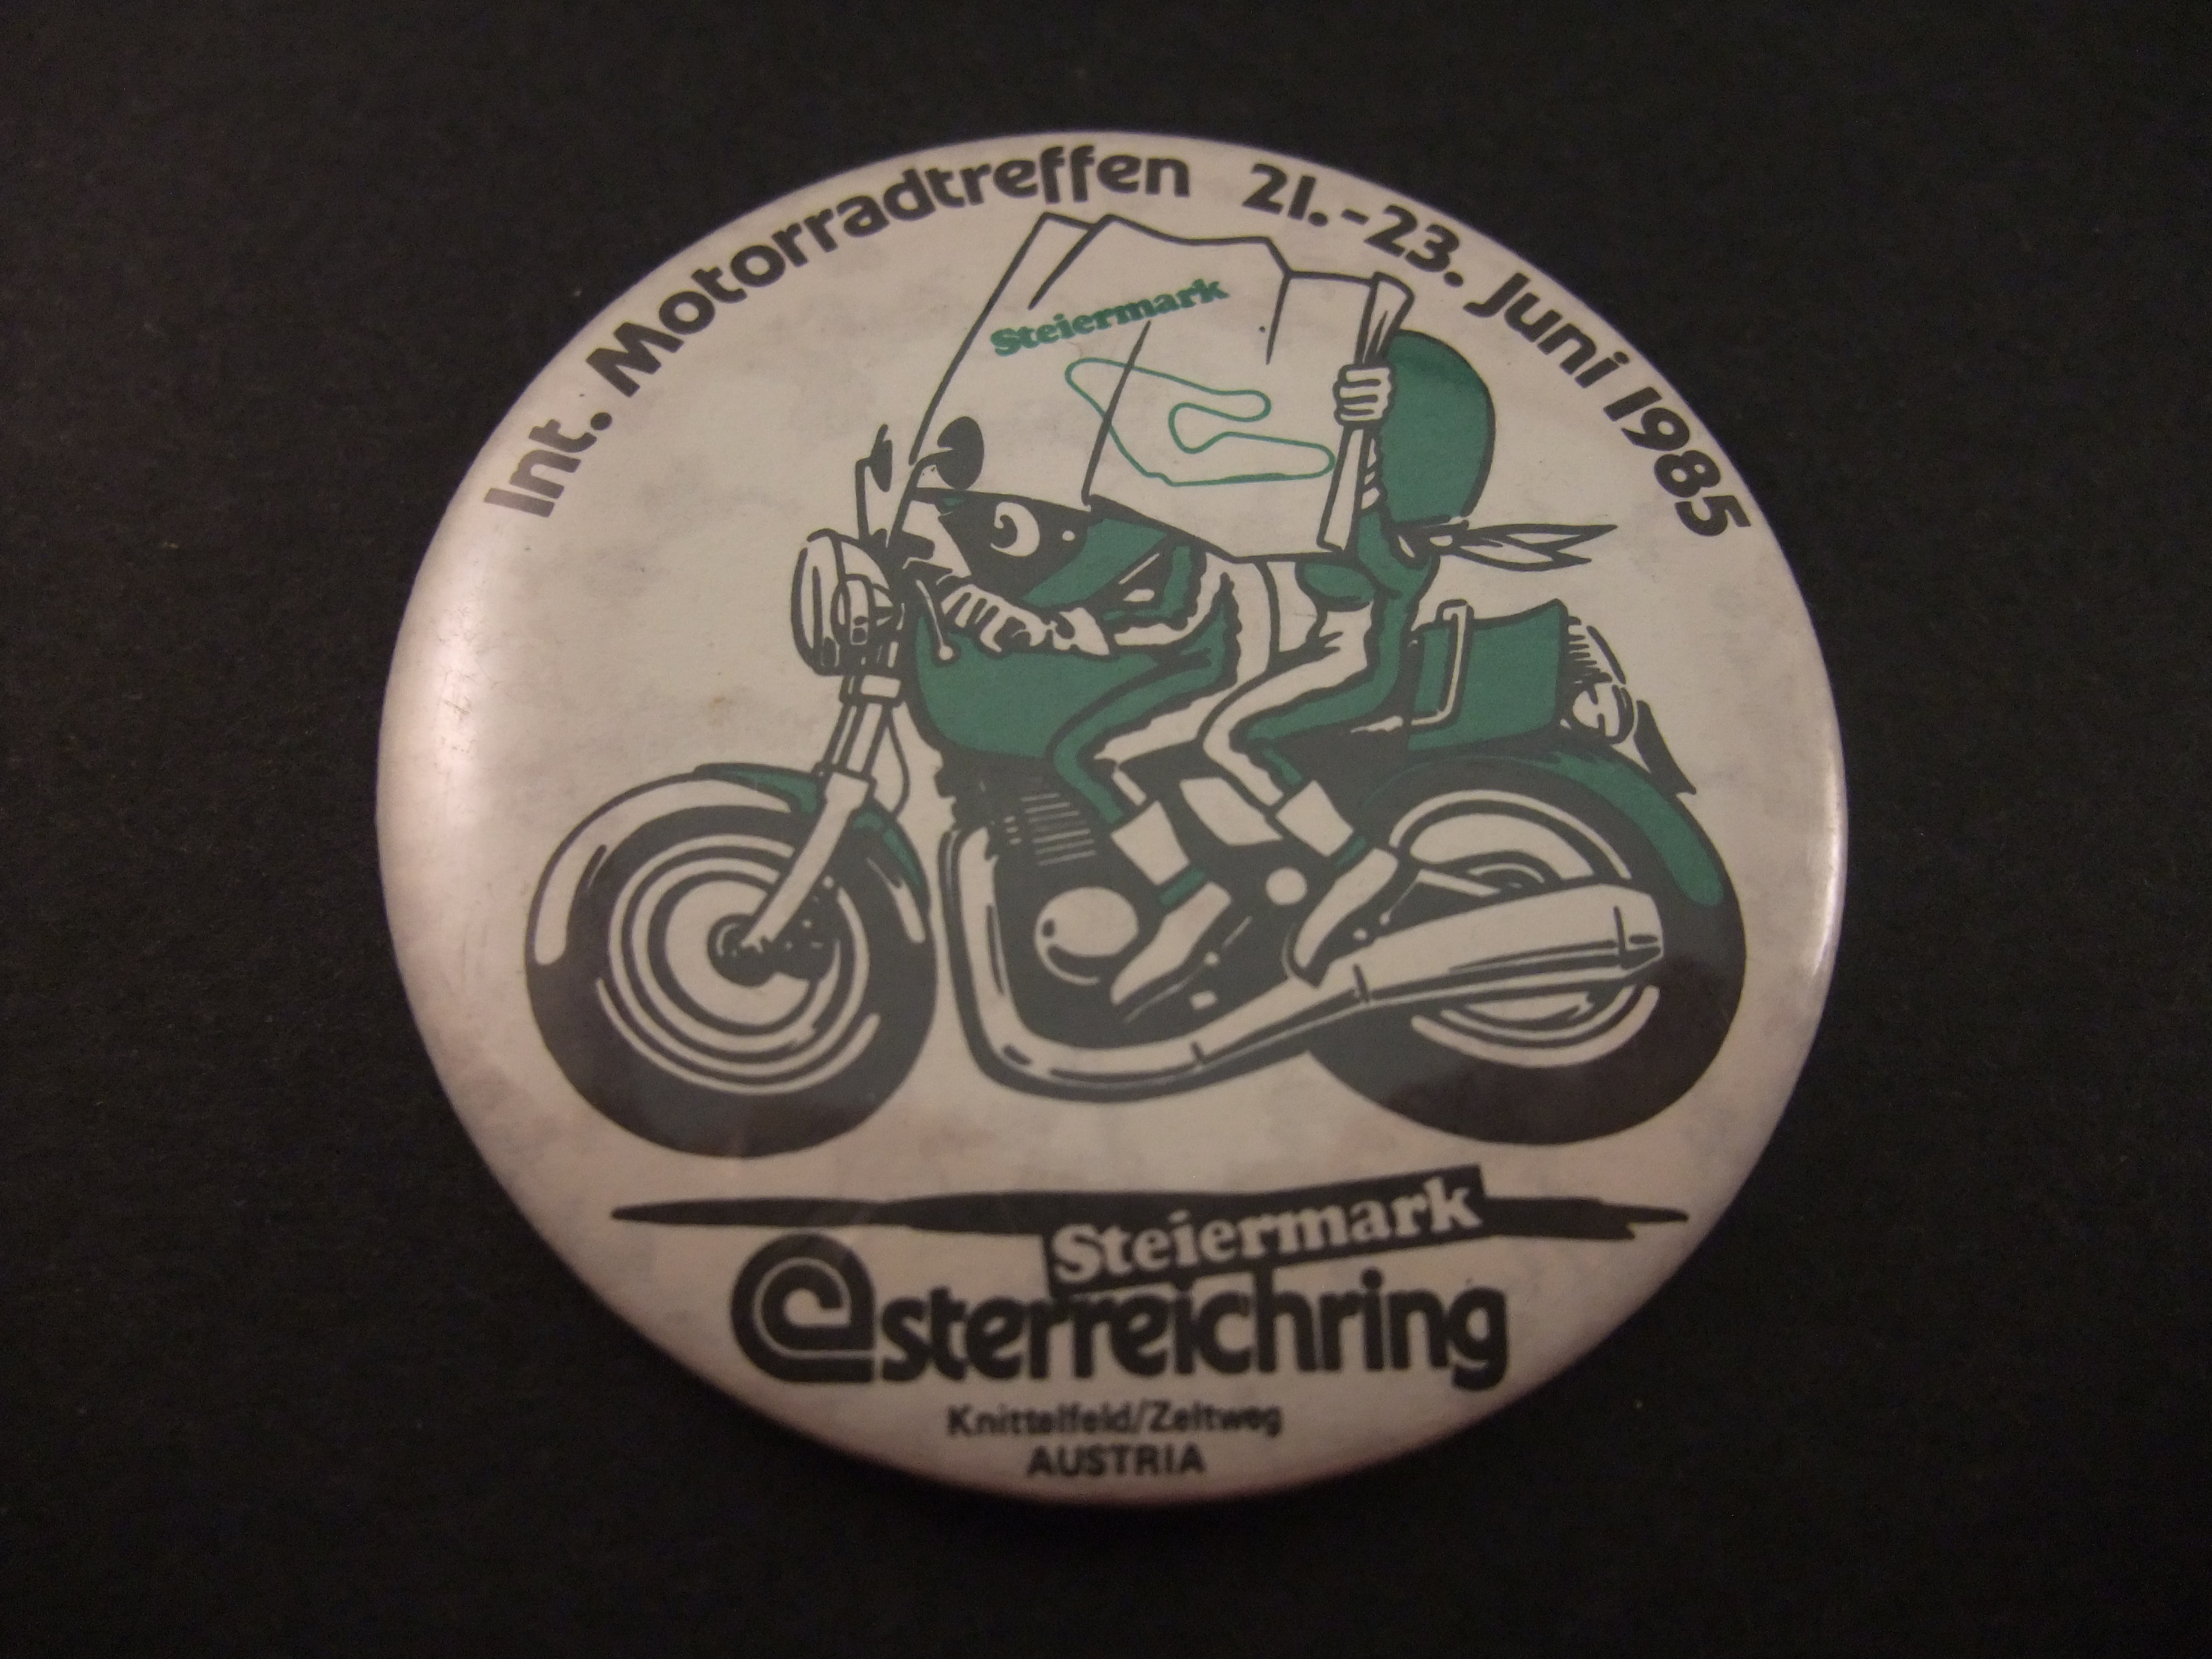 Int. Motorradtreffen 21.-23. Juni 1985
Steiermark
Steiermark
Österreichring
Knittelfeld/Zeltweg
AUSTRIA